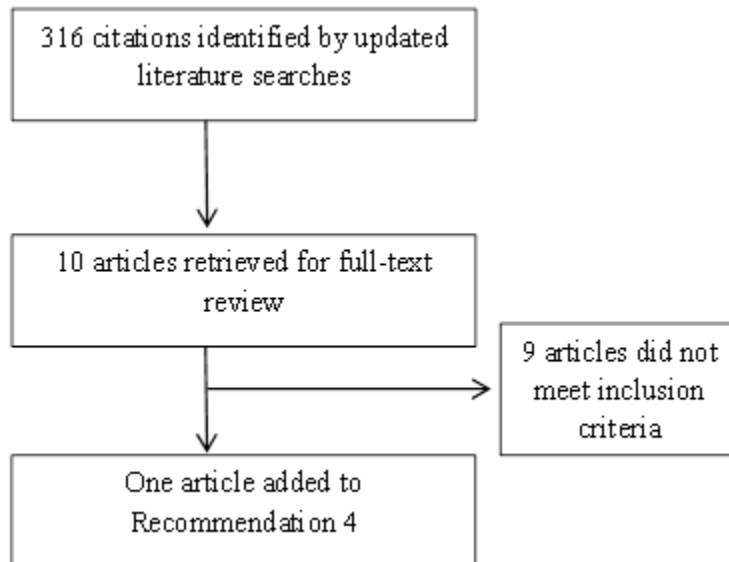 316 citations identified by updated
literature searches
10 articles retrieved for full-text
review
9 articles did not
meet inclusion
criteria
One article added to
Recommendation 4